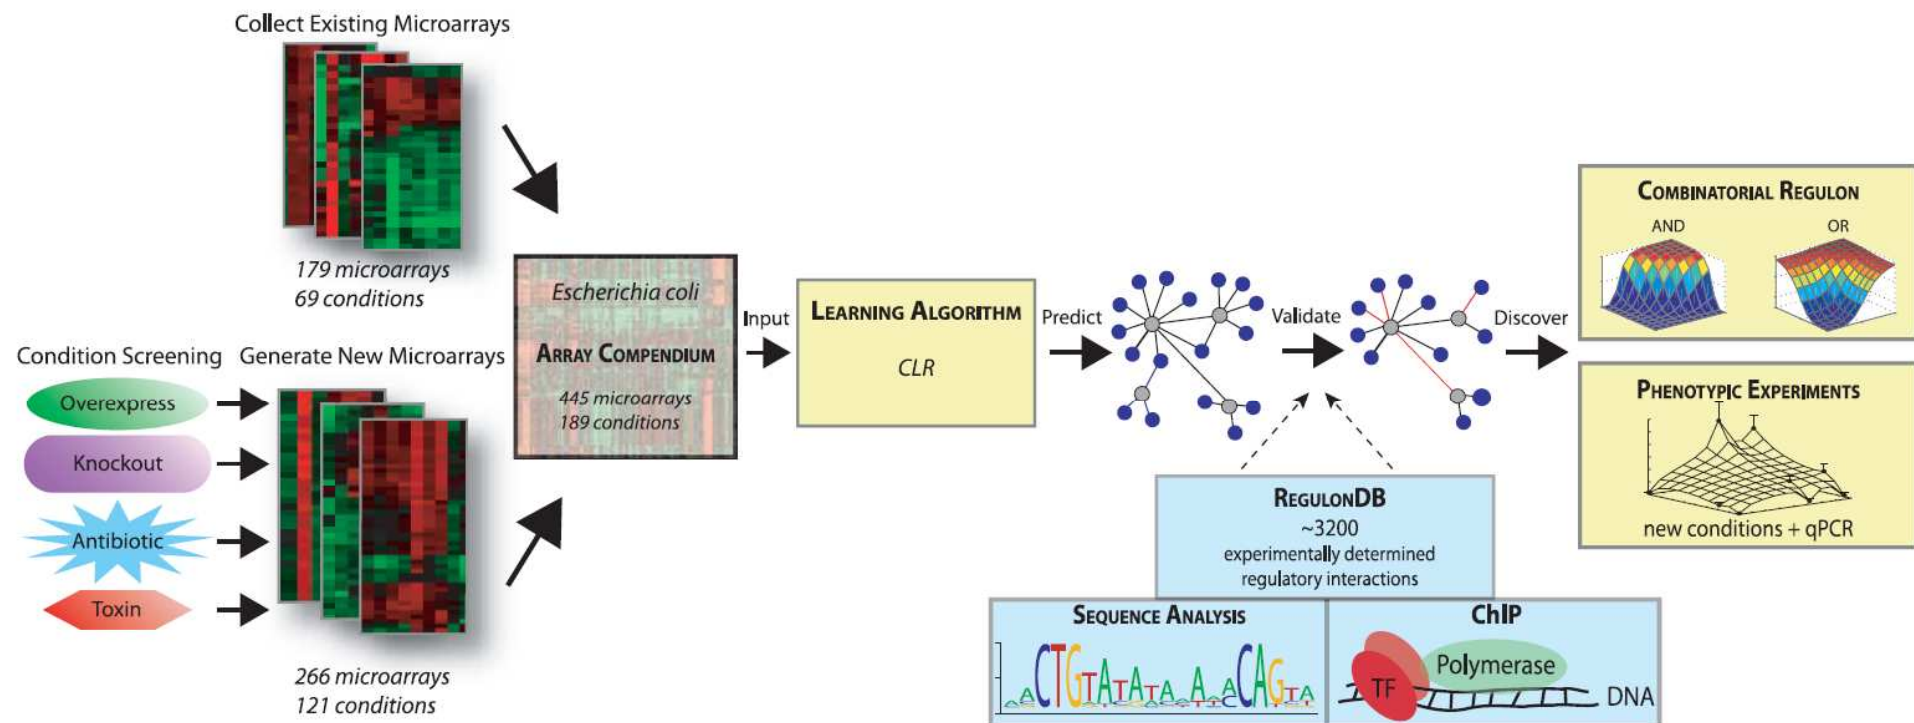 Collect Existing Microarrays
179 microarrays
69 conditions
Condition Screening
Overexpress
Knockout
Antibiotic
Toxin
Generate New Microarrays
266 microarrays
121 conditions
Escherichia coli
ARRAY COMPENDIUM
445 microarrays
189 conditions
Input
LEARNING ALGORITHM
CLR
Predict
Validate
Discover
REGULONDB
~3200
experimentally determined
regulatory interactions
SEQUENCE ANALYSIS
CTGTATATA A CAG
ChIP
TF
Polymerase
DNA
COMBINATORIAL REGULON
AND
OR
PHENOTYPIC EXPERIMENTS
new conditions + qPCR